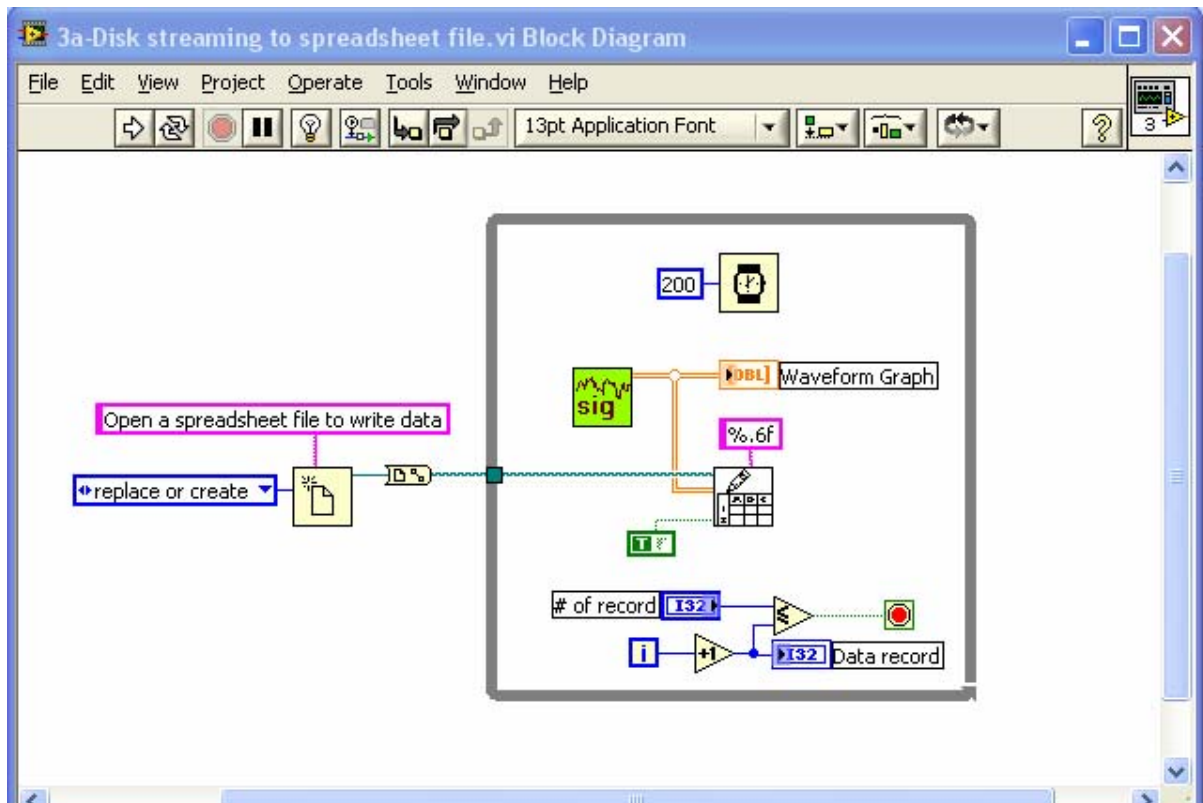 3a-Disk streaming to spreadsheet file.vi Block Diagram
File Edit View Project Operate Tools Window Help
13pt Application Font
3
200
DBL]
Waveform Graph
sig
Open a spreadsheet file to write data
%.6f
replace or create
T
# of record
I32
i
+1
I32
Data record